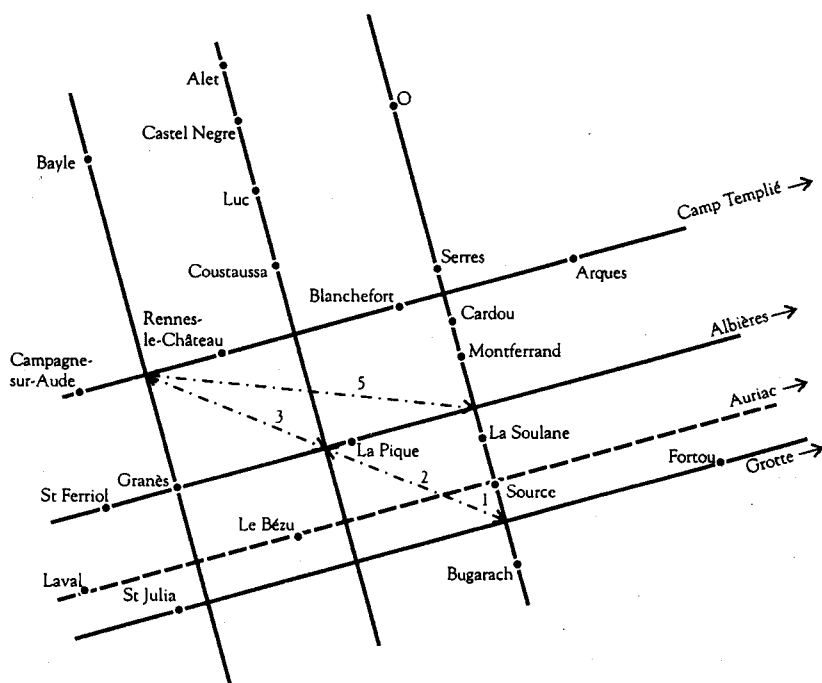 Alet
O
Castel Negre
Bayle
Luc
Camp Templié
Serres
Coustaussa
Arques
Blanchefort
Rennes-
le-Château
Cardou
Albières
Montferrand
Campagne-
sur-Aude
5
3
Auriac
La Soulane
La Pique
Fortou
Grotte
Granès
St Ferriol
2
1
Source
Le Bézu
Bugarach
Laval
St Julia